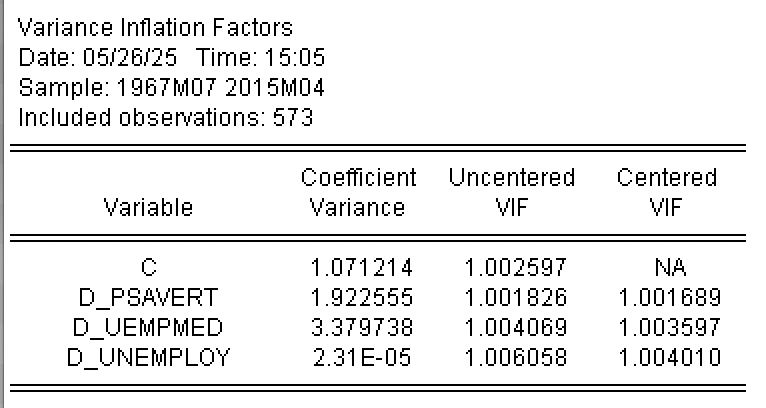 Variance Inflation Factors
Date: 05/26/25 Time: 15:05
Sample: 1967M07 2015M04
Included observations: 573
Coefficient Uncentered Centered
Variable Variance VIF VIF
C 1.071214 1.002597 NA
D_PSAVERT 1.922555 1.001826 1.001689
D_UEMPMED 3.379738 1.004069 1.003597
D_UNEMPLOY 2.31E-05 1.006058 1.004010